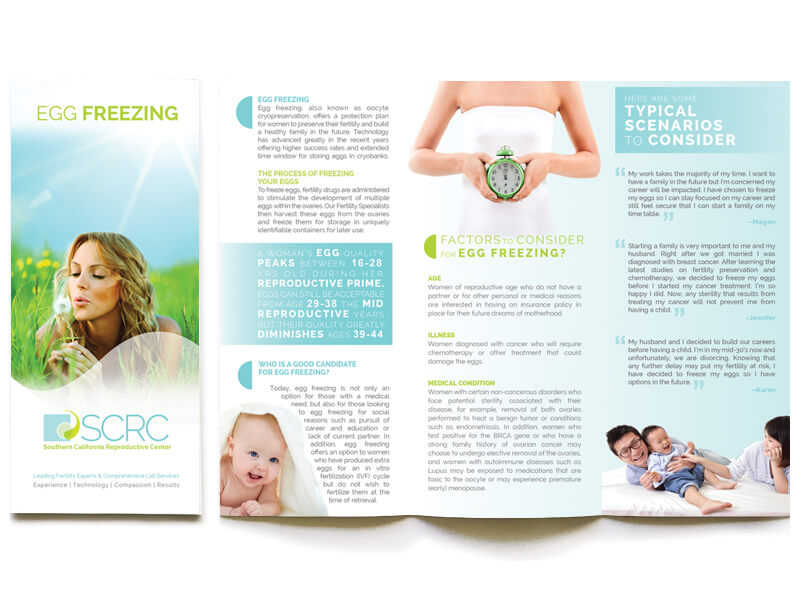 EGG FREEZING
SCRC
Southern California Reproductive Center
Leading Fertility Experts & Comprehensive Lab Services
Experience | Technology | Compassion | Results
EGG FREEZING
Egg freezing, also known as oocyte
cryopreservation, offers a protection plan
for women to preserve their fertility and build
a healthy family in the future. Technology
has advanced greatly in the recent years
offering higher success rates and extended
time window for storing eggs in cryobanks.
THE PROCESS OF FREEZING
YOUR EGGS
To freeze eggs, fertility drugs are administered
to stimulate the development of multiple
eggs within the ovaries. Our Fertility Specialists
then harvest these eggs from the ovaries
and freeze them for storage in uniquely
identifiable containers for later use.
A WOMAN'S EGG QUALITY
PEAKS BETWEEN 16-28
YRS OLD DURING HER
REPRODUCTIVE PRIME.
EGGS CAN STILL BE ACCEPTABLE
FROM AGE 29-38 THE MID
REPRODUCTIVE YEARS
BUT THEIR QUALITY GREATLY
DIMINISHES AGES 39-44
WHO IS A GOOD CANDIDATE
FOR EGG FREEZING?
Today, egg freezing is not only an
option for those with a medical
need, but also for those looking
to egg freezing for social
reasons such as pursuit of
career and education or
lack of current partner. In
addition, egg freezing
offers an option to women
who have produced extra
eggs for an in vitro
fertilization (IVF) cycle
but do not wish to
fertilize them at the
time of retrieval.
FACTORS TO CONSIDER
FOR EGG FREEZING?
AGE
Women of reproductive age who do not have a
partner or for other personal or medical reasons
are interested in having an insurance policy in
place for their future dreams of motherhood.
ILLNESS
Women diagnosed with cancer who will require
chemotherapy or other treatment that could
damage the eggs.
MEDICAL CONDITION
Women with certain non-cancerous disorders who
face potential sterility associated with their
disease, for example, removal of both ovaries
performed to treat a benign tumor or conditions
such as endometriosis. In addition, women who
test positive for the BRCA gene or who have a
strong family history of ovarian cancer may
choose to undergo elective removal of the ovaries,
and women with autoimmune diseases such as
Lupus may be exposed to medications that are
toxic to the oocyte or may experience premature
(early) menopause.
HERE ARE SOME
TYPICAL
SCENARIOS
TO CONSIDER
“ My work takes the majority of my time. I want to
have a family in the future but I'm concerned my
career will be impacted. I have chosen to freeze
my eggs so I can stay focused on my career and
still feel secure that I can start a family on my
time table. ”
-Megan
“ Starting a family is very important to me and my
husband. Right after we got married I was
diagnosed with breast cancer. After learning the
latest studies on fertility preservation and
chemotherapy, we decided to freeze my eggs
before I started my cancer treatment. I'm so
happy I did. Now, any sterility that results from
treating my cancer will not prevent me from
having a child. ”
-Jennifer
“ My husband and I decided to build our careers
before having a child. I'm in my mid-30's now and
unfortunately, we are divorcing. Knowing that
any further delay may put my fertility at risk, I
have decided to freeze my eggs so I have
options in the future. ”
-Karen